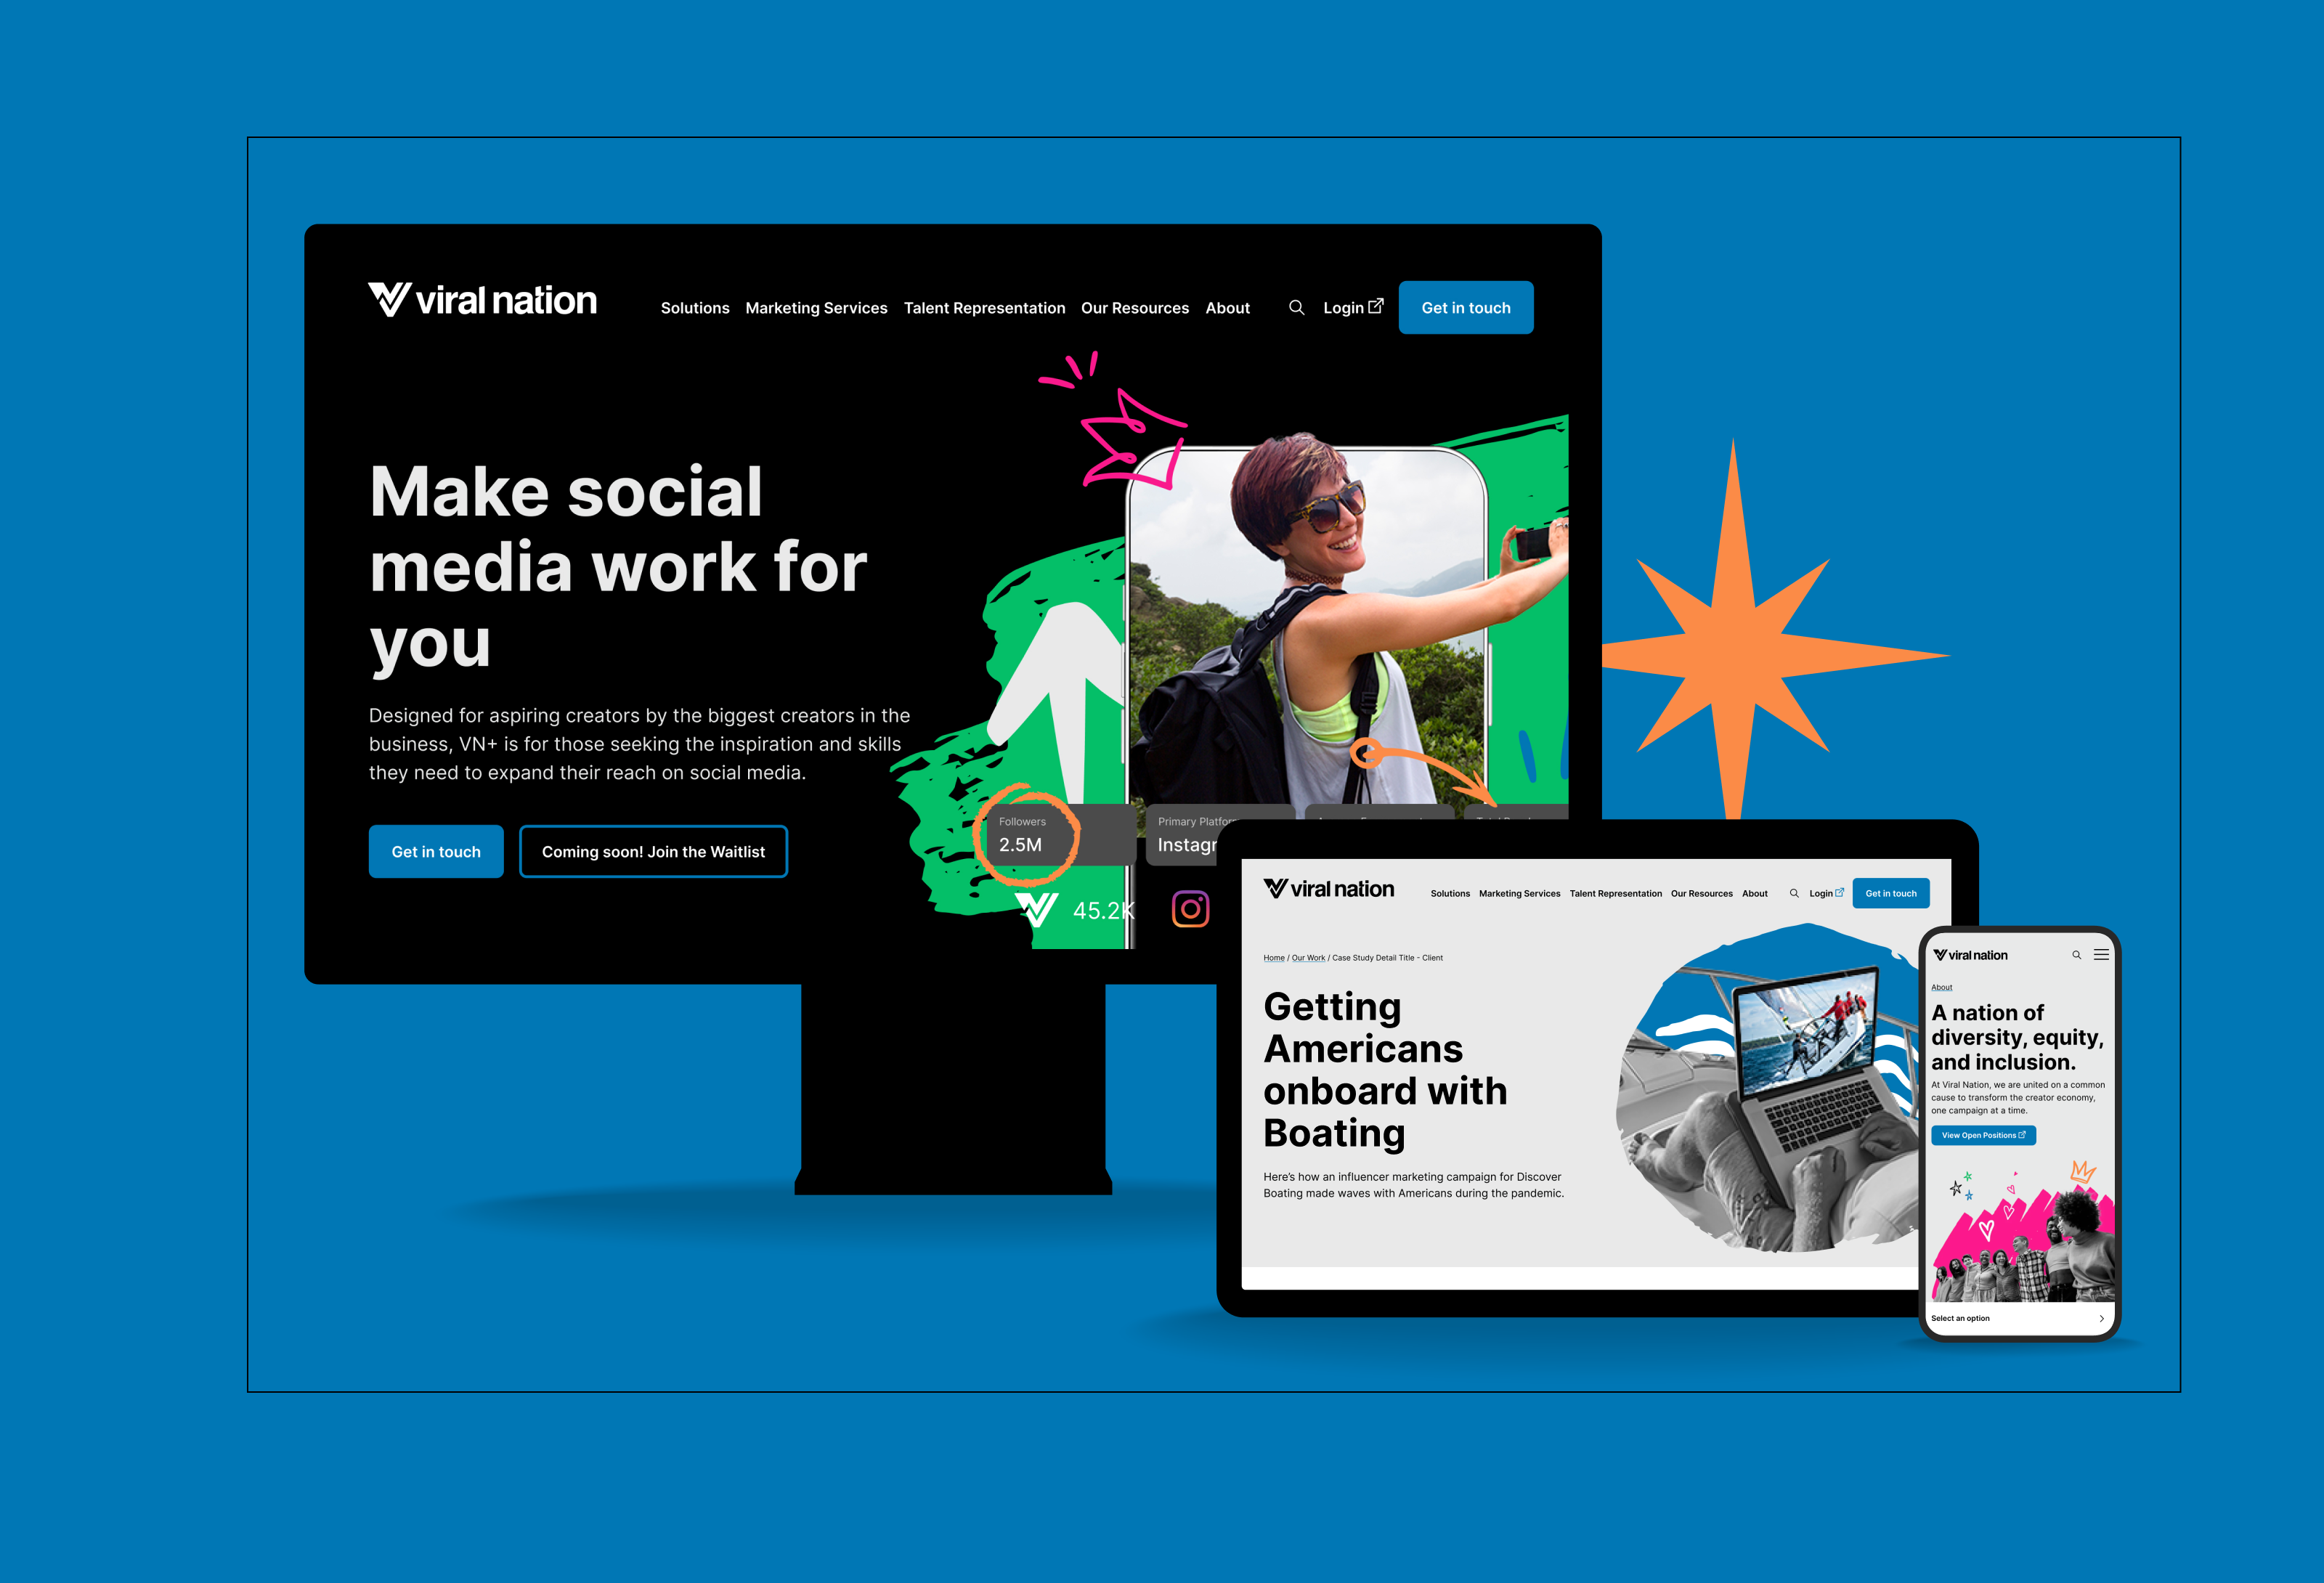 viral nation
Solutions Marketing Services Talent Representation Our Resources About Login Get in touch
Make social
media work for
you
Designed for aspiring creators by the biggest creators in the
business, VN+ is for those seeking the inspiration and skills
they need to expand their reach on social media.
Get in touch Coming soon! Join the Waitlist
Followers
2.5M
Primary Platfor
Instagr
45.2K
viral nation
Solutions Marketing Services Talent Representation Our Resources About Login Get in touch
Home / Our Work / Case Study Detail Title - Client
Getting
Americans
onboard with
Boating
Here's how an influencer marketing campaign for Discover
Boating made waves with Americans during the pandemic.
viral nation
About
A nation of
diversity, equity,
and inclusion.
At Viral Nation, we are united on a common
cause to transform the creator economy,
one campaign at a time.
View Open Positions
Select an option